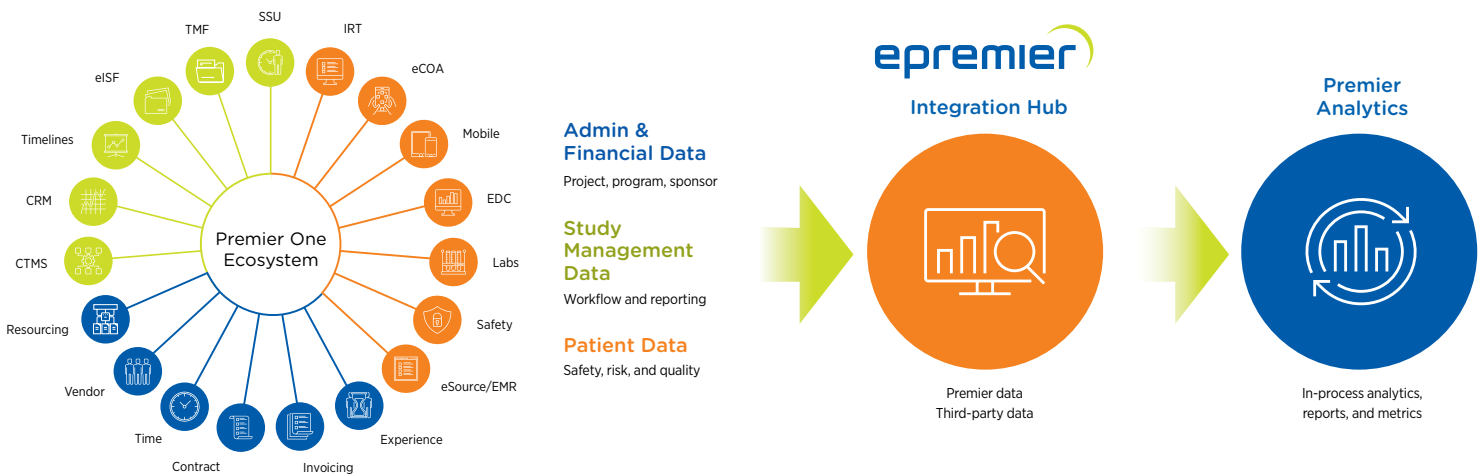 SSU
IRT
TMF
eCOA
eISF
Mobile
Timelines
EDC
CRM
Labs
CTMS
Safety
Resourcing
eSource/EMR
Vendor
Experience
Time
Invoicing
Contract
Premier One
Ecosystem
Admin &
Financial Data
Project, program, sponsor
Study
Management
Data
Workflow and reporting
Patient Data
Safety, risk, and quality
epremier
Integration Hub
Premier data
Third-party data
Premier
Analytics
In-process analytics,
reports, and metrics